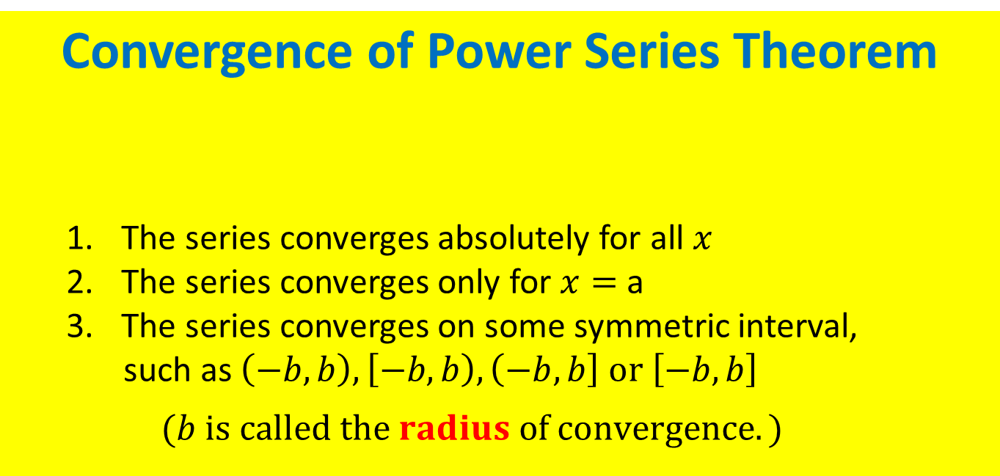 Convergence of Power Series Theorem
1. The series converges absolutely for all x
2. The series converges only for x = a
3. The series converges on some symmetric interval,
such as (−b, b), [−b, b), (−b, b] or [−b, b]
(b is called the radius of convergence.)